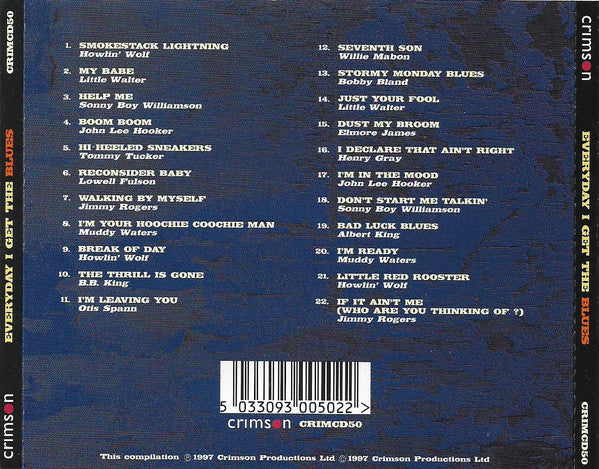 CRIMCD50
EVERYDAY I GET THE BLUES
crimson
1. SMOKESTACK LIGHTNING
Howlin' Wolf
2. MY BABE
Little Walter
3. HELP ME
Sonny Boy Williamson
4. BOOM BOOM
John Lee Hooker
5. HI-HEELED SNEAKERS
Tommy Tucker
6. RECONSIDER BABY
Lowell Fulson
7. WALKING BY MYSELF
Jimmy Rogers
8. I'M YOUR HOOCHIE COOCHIE MAN
Muddy Waters
9. BREAK OF DAY
Howlin' Wolf
10. THE THRILL IS GONE
B.B. King
11. I'M LEAVING YOU
Otis Spann
12. SEVENTH SON
Willie Mabon
13. STORMY MONDAY BLUES
Bobby Bland
14. JUST YOUR FOOL
Little Walter
15. DUST MY BROOM
Elmore James
16. I DECLARE THAT AIN'T RIGHT
Henry Gray
17. I'M IN THE MOOD
John Lee Hooker
18. DON'T START ME TALKIN'
Sonny Boy Williamson
19. BAD LUCK BLUES
Albert King
20. I'M READY
Muddy Waters
21. LITTLE RED ROOSTER
Howlin' Wolf
22. IF IT AIN'T ME
(WHO ARE YOU THINKING OF ?)
Jimmy Rogers
5 033093 005022 >
crimson CRIMCD50
This compilation ℗ 1997 Crimson Productions Ltd © 1997 Crimson Productions Ltd
crimson
EVERYDAY I GET THE BLUES
CRIMCD50